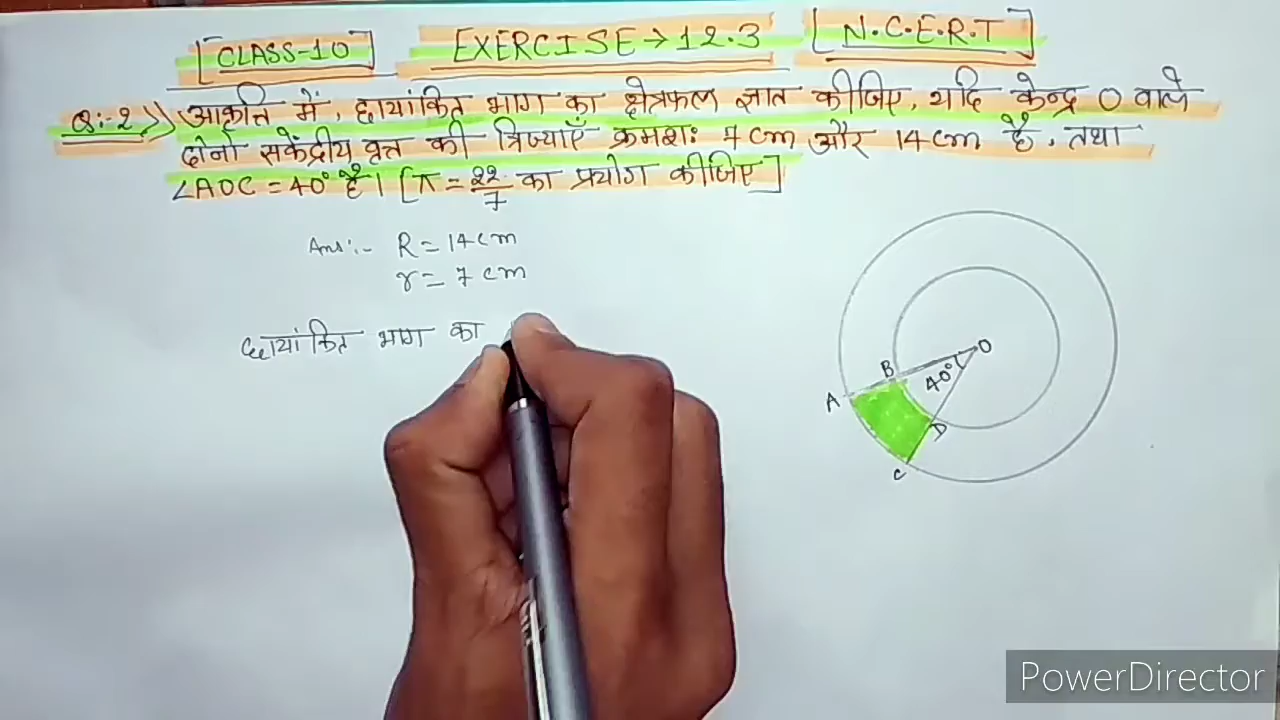 [CLASS-10] EXERCISE→12.3 [N.C.E.R.T]
Q:-2>> आकृति में, छायांकित भाग का क्षेत्रफल ज्ञात कीजिए, यदि केन्द्र O वाले
दोनों सकेंद्रीय वृत्त की त्रिज्याएँ क्रमशः 7 cm और 14 cm है, तथा
∠AOC = 40° है। [π = 22/7 का प्रयोग कीजिए]
Ans:- R = 14 cm
r = 7 cm
छायांकित भाग का
O
40°
B
A
D
C
PowerDirector